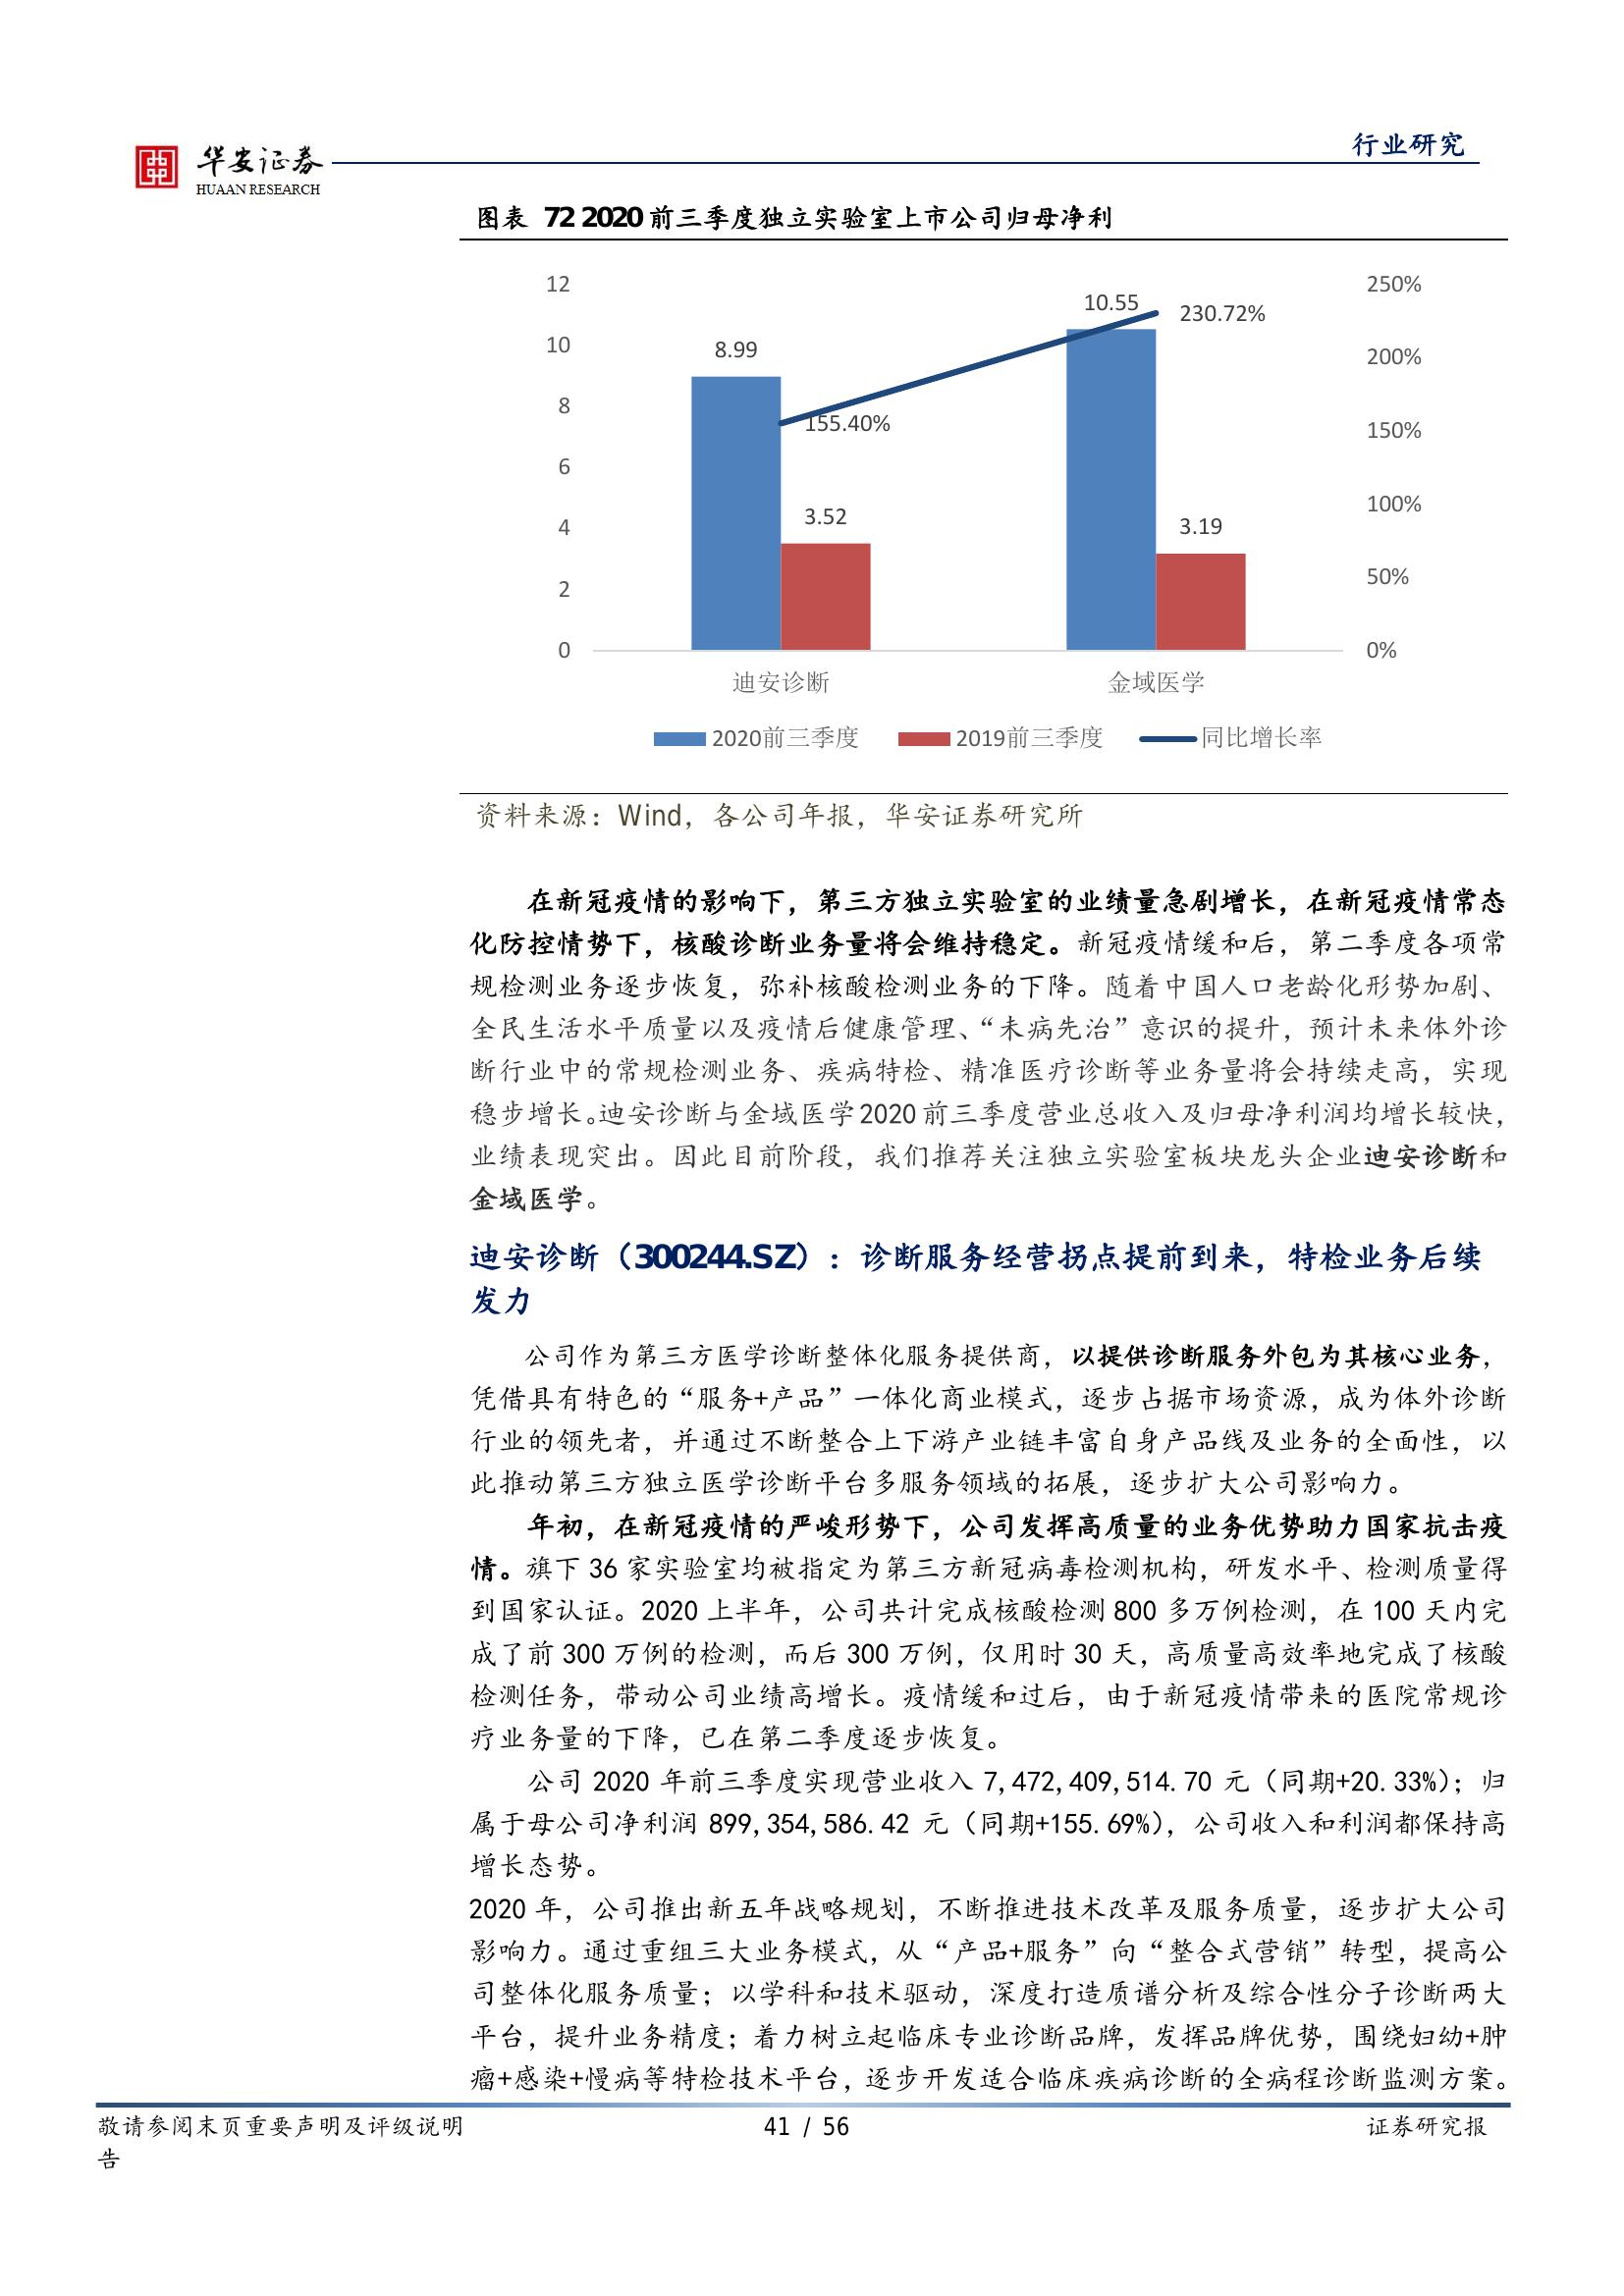 华安证券
HUAAN RESEARCH
行业研究
图表 72 2020 前三季度独立实验室上市公司归母净利
12
10
8
6
4
2
0
250%
200%
150%
100%
50%
0%
8.99
155.40%
3.52
10.55
230.72%
3.19
迪安诊断
金域医学
2020前三季度
2019前三季度
同比增长率
资料来源：Wind，各公司年报，华安证券研究所
在新冠疫情的影响下，第三方独立实验室的业绩量急剧增长，在新冠疫情常态
化防控情势下，核酸诊断业务量将会维持稳定。新冠疫情缓和后，第二季度各项常
规检测业务逐步恢复，弥补核酸检测业务的下降。随着中国人口老龄化形势加剧、
全民生活水平质量以及疫情后健康管理、“未病先治”意识的提升，预计未来体外诊
断行业中的常规检测业务、疾病特检、精准医疗诊断等业务量将会持续走高，实现
稳步增长。迪安诊断与金域医学 2020 前三季度营业总收入及归母净利润均增长较快，
业绩表现突出。因此目前阶段，我们推荐关注独立实验室板块龙头企业迪安诊断和
金域医学。
迪安诊断（300244.SZ）：诊断服务经营拐点提前到来，特检业务后续
发力
公司作为第三方医学诊断整体化服务提供商，以提供诊断服务外包为其核心业务，
凭借具有特色的“服务+产品”一体化商业模式，逐步占据市场资源，成为体外诊断
行业的领先者，并通过不断整合上下游产业链丰富自身产品线及业务的全面性，以
此推动第三方独立医学诊断平台多服务领域的拓展，逐步扩大公司影响力。
年初，在新冠疫情的严峻形势下，公司发挥高质量的业务优势助力国家抗击疫
情。旗下 36 家实验室均被指定为第三方新冠病毒检测机构，研发水平、检测质量得
到国家认证。2020 上半年，公司共计完成核酸检测 800 多万例检测，在 100 天内完
成了前 300 万例的检测，而后 300 万例，仅用时 30 天，高质量高效率地完成了核酸
检测任务，带动公司业绩高增长。疫情缓和过后，由于新冠疫情带来的医院常规诊
疗业务量的下降，已在第二季度逐步恢复。
公司 2020 年前三季度实现营业收入 7,472,409,514.70 元（同期+20.33%）；归
属于母公司净利润 899,354,586.42 元（同期+155.69%），公司收入和利润都保持高
增长态势。
2020 年，公司推出新五年战略规划，不断推进技术改革及服务质量，逐步扩大公司
影响力。通过重组三大业务模式，从“产品+服务”向“整合式营销”转型，提高公
司整体化服务质量；以学科和技术驱动，深度打造质谱分析及综合性分子诊断两大
平台，提升业务精度；着力树立起临床专业诊断品牌，发挥品牌优势，围绕妇幼+肿
瘤+感染+慢病等特检技术平台，逐步开发适合临床疾病诊断的全病程诊断监测方案。
敬请参阅末页重要声明及评级说明
41 / 56
证券研究报
告